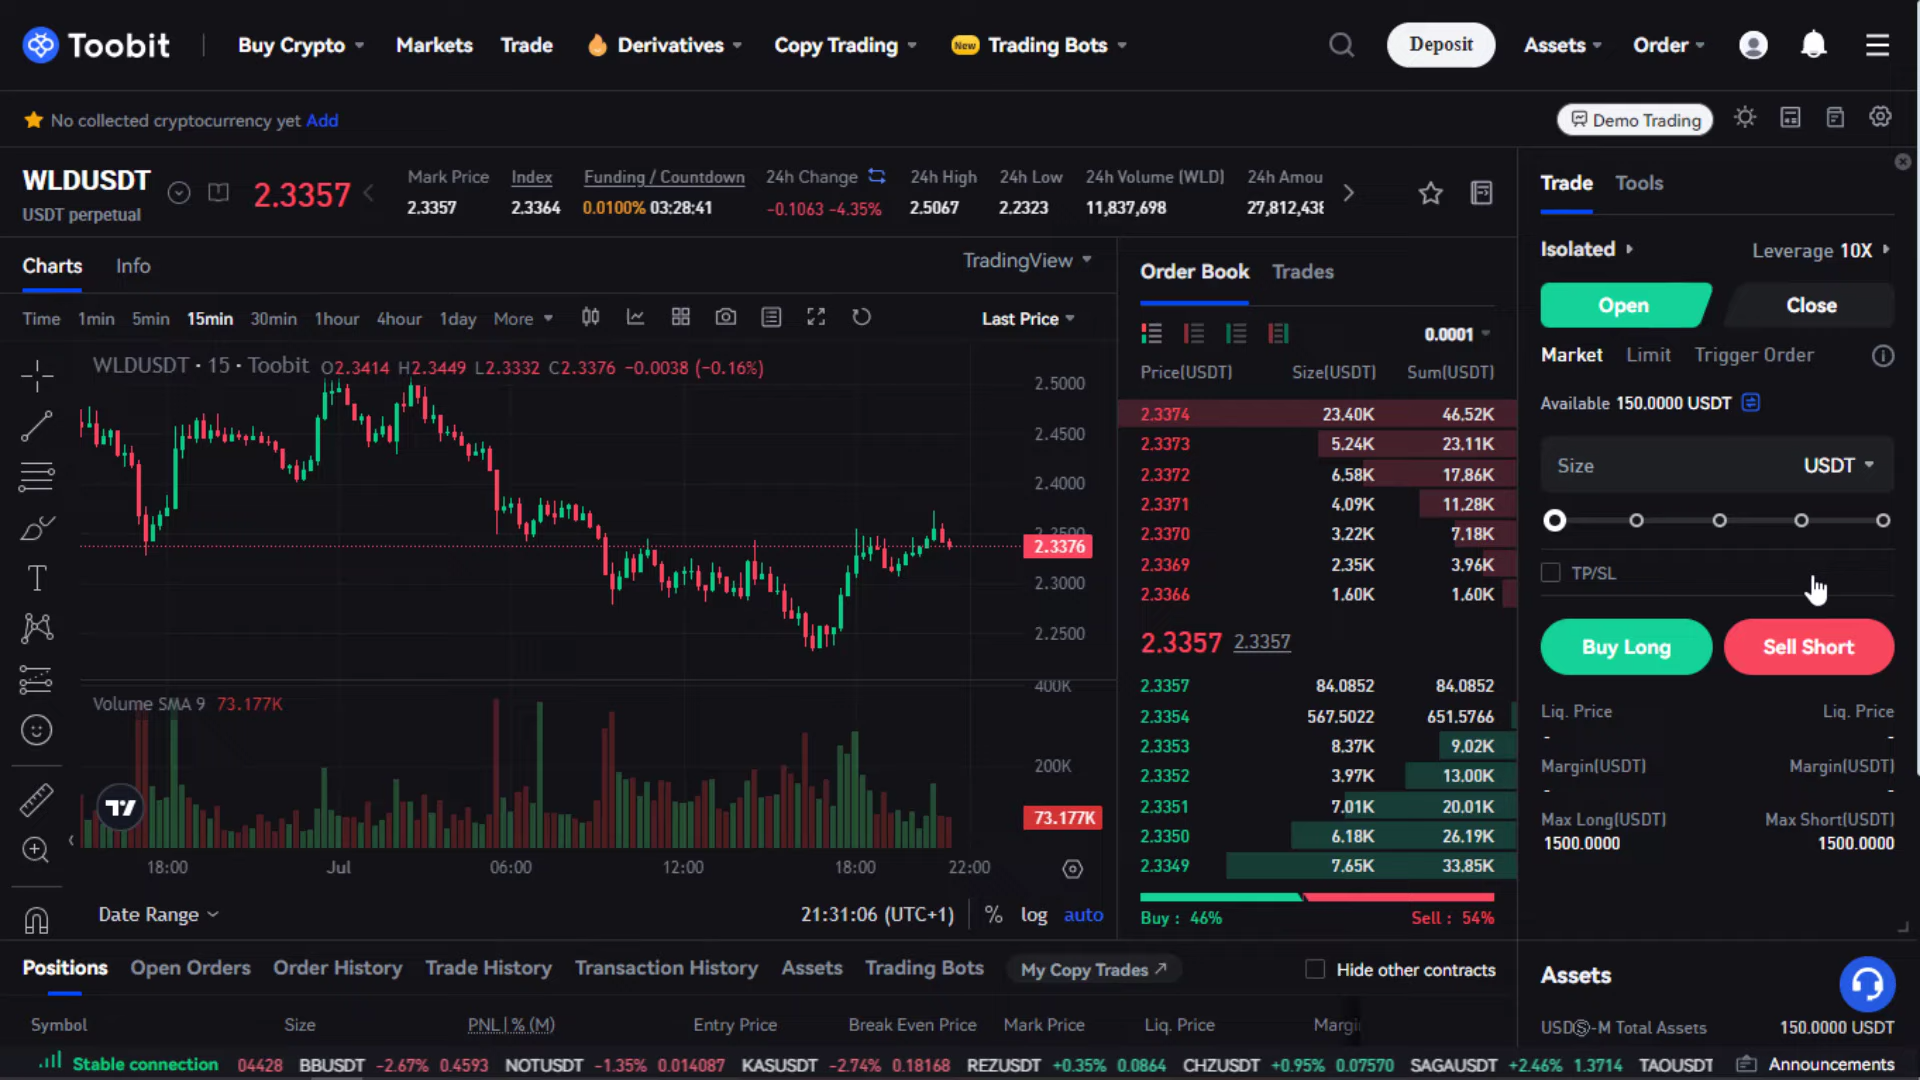 Toobit Buy Crypto Markets Trade Derivatives Copy Trading New Trading Bots Deposit Assets Order
No collected cryptocurrency yet Add Demo Trading
WLDUSDT
USDT perpetual
2.3357
Mark Price Index Funding / Countdown 24h Change 24h High 24h Low 24h Volume (WLD) 24h Amou
2.3357 2.3364 0.0100% 03:28:41 -0.1063 -4.35% 2.5067 2.2323 11,837,698 27,812,438
Charts Info TradingView
Time 1min 5min 15min 30min 1hour 4hour 1day More Last Price
WLDUSDT · 15 · Toobit O2.3414 H2.3449 L2.3332 C2.3376 -0.0038 (-0.16%)
2.5000
2.4500
2.4000
2.3500
2.3376
2.3000
2.2500
Volume SMA 9 73.177K
400K
200K
73.177K
18:00 Jul 06:00 12:00 18:00 22:00
Date Range 21:31:06 (UTC+1) % log auto
Order Book Trades
0.0001
Price(USDT) Size(USDT) Sum(USDT)
2.3374 23.40K 46.52K
2.3373 5.24K 23.11K
2.3372 6.58K 17.86K
2.3371 4.09K 11.28K
2.3370 3.22K 7.18K
2.3369 2.35K 3.96K
2.3366 1.60K 1.60K
2.3357 2.3357
2.3357 84.0852 84.0852
2.3354 567.5022 651.5766
2.3353 8.37K 9.02K
2.3352 3.97K 13.00K
2.3351 7.01K 20.01K
2.3350 6.18K 26.19K
2.3349 7.65K 33.85K
Buy : 46% Sell : 54%
Trade Tools
Isolated Leverage 10X
Open Close
Market Limit Trigger Order
Available 150.0000 USDT
Size USDT
TP/SL
Buy Long Sell Short
Liq. Price Liq. Price
- -
Margin(USDT) Margin(USDT)
- -
Max Long(USDT) Max Short(USDT)
1500.0000 1500.0000
Positions Open Orders Order History Trade History Transaction History Assets Trading Bots My Copy Trades Hide other contracts
Symbol Size PNL| % (M) Entry Price Break Even Price Mark Price Liq. Price Margi
Assets
USDⓈ-M Total Assets 150.0000 USDT
Stable connection 04428 BBUSDT -2.67% 0.4593 NOTUSDT -1.35% 0.014087 KASUSDT -2.74% 0.18168 REZUSDT +0.35% 0.0864 CHZUSDT +0.95% 0.07570 SAGAUSDT +2.46% 1.3714 TAOUSDT Announcements